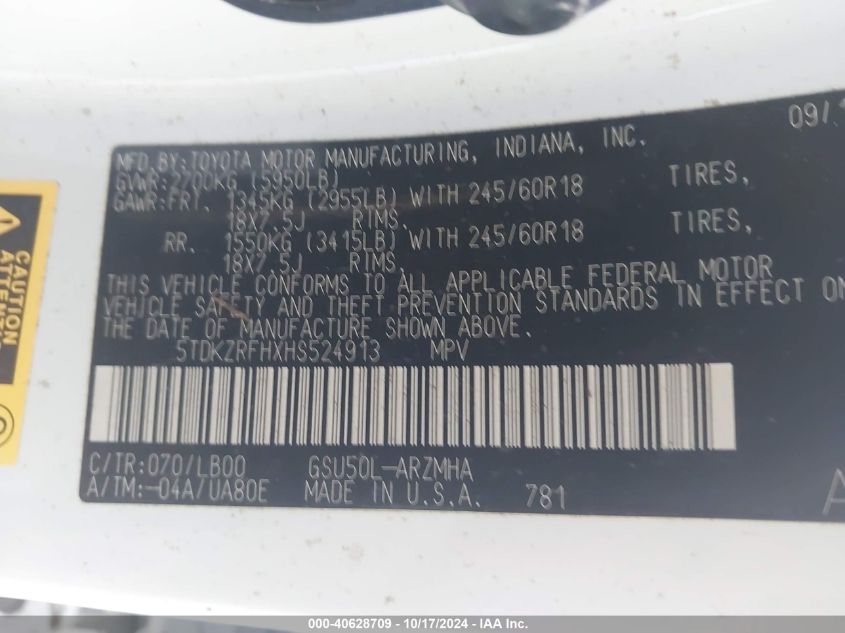 09/1
MFD.BY:TOYOTA MOTOR MANUFACTURING, INDIANA, INC.
GVWR:2700KG (5950LB)
GAWR:FRT. 1345KG (2955LB) WITH 245/60R18 TIRES,
18X7.5J RIMS.
RR. 1550KG (3415LB) WITH 245/60R18 TIRES,
18X7.5J RIMS.
THIS VEHICLE CONFORMS TO ALL APPLICABLE FEDERAL MOTOR
VEHICLE SAFETY AND THEFT PREVENTION STANDARDS IN EFFECT ON
THE DATE OF MANUFACTURE SHOWN ABOVE.
5TDKZRFHXHS524913 MPV
C/TR:070/LB00 GSU50L-ARZMHA
A/TM:-04A/UA80E MADE IN U.S.A. 781
A
CAUTION
000-40628709 - 10/17/2024 - IAA Inc.